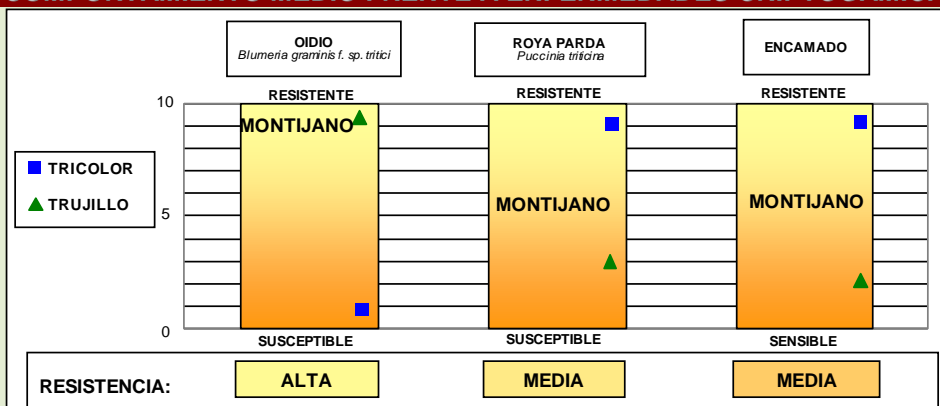 OIDIO
Blumeria graminis f. sp. tritici
ROYA PARDA
Puccinia triticina
ENCAMADO
RESISTENTE
RESISTENTE
RESISTENTE
10
MONTIJANO
TRICOLOR
TRUJILLO
5
MONTIJANO
MONTIJANO
0
SUSCEPTIBLE
SUSCEPTIBLE
SENSIBLE
RESISTENCIA:
ALTA
MEDIA
MEDIA